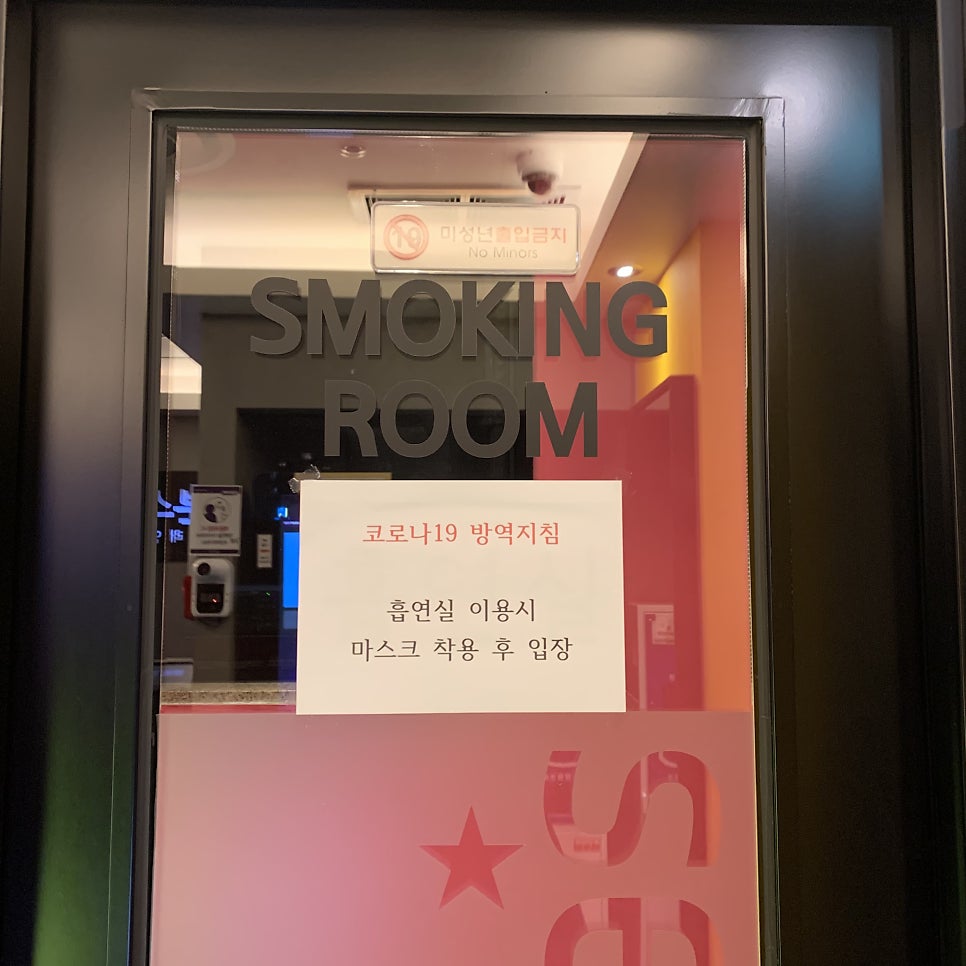 19 미성년출입금지
No Minors
SMOKING
ROOM
코로나19 방역지침
흡연실 이용시
마스크 착용 후 입장
se